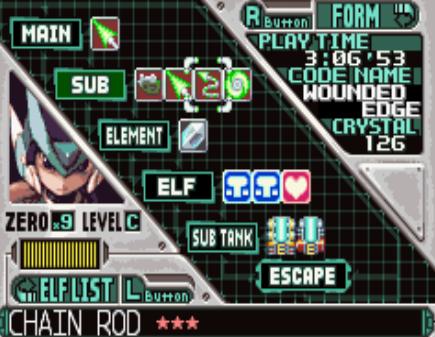 R Button FORM
MAIN
PLAY TIME
3:06'53
SUB
CODE NAME
WOUNDED
EDGE
ELEMENT
CRYSTAL
126
ELF
ZERO x9 LEVEL C
SUB TANK
E E
ESCAPE
ELF LIST L Button
CHAIN ROD ★★★